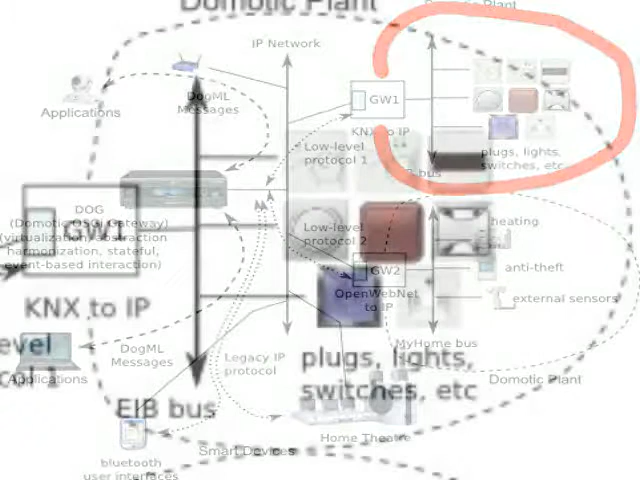 Domotic Plant
Domotic Plant
IP Network
DogML
Messages
Applications
GW1
KNX to IP
plugs, lights,
switches, etc
Low-level
protocol 1
bus
DOG
(Domotic OSGi Gateway)
(virtualization, abstraction
harmonization, stateful,
event-based interaction)
GW1
Low-level
protocol 2
heating
GW2
anti-theft
OpenWebNet
to IP
external sensors
KNX to IP
MyHome bus
DogML
Messages
Legacy IP
protocol
plugs, lights,
switches, etc
Applications
Domotic Plant
EIB bus
Home Theatre
Smart Devices
bluetooth
user interfaces